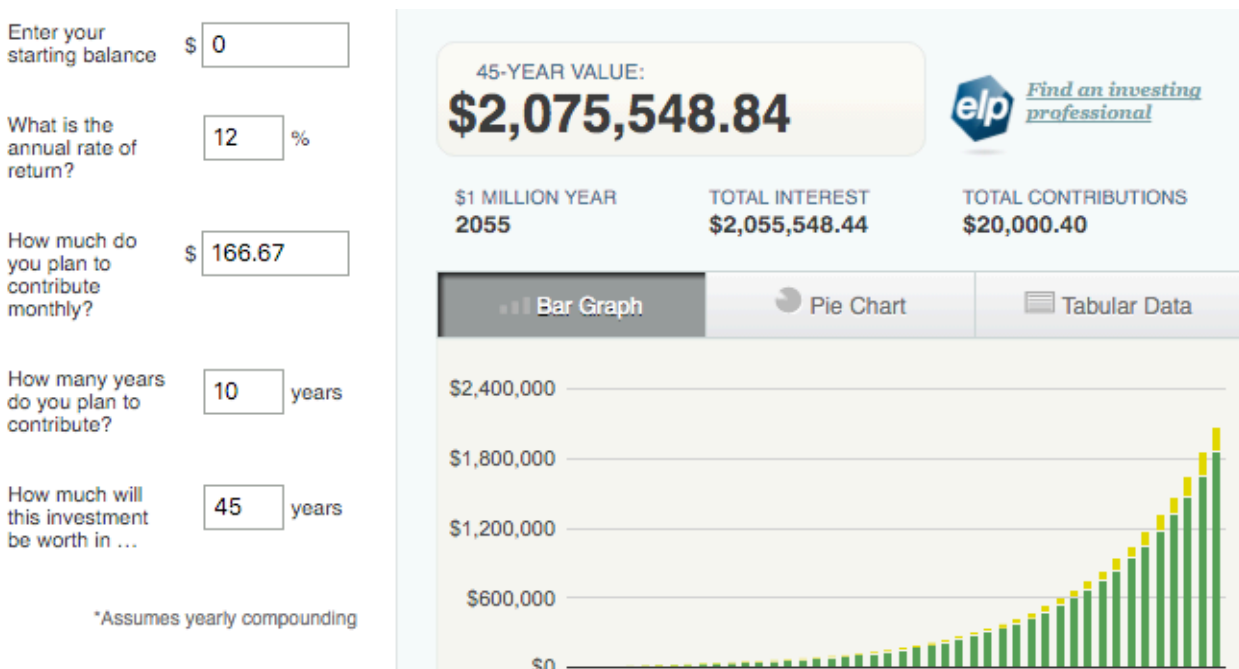 Enter your
starting balance
$ 0
What is the
annual rate of
return?
12 %
How much do
you plan to
contribute
monthly?
$ 166.67
How many years
do you plan to
contribute?
10 years
How much will
this investment
be worth in ...
45 years
*Assumes yearly compounding
45-YEAR VALUE:
$2,075,548.84
elp
Find an investing
professional
$1 MILLION YEAR
2055
TOTAL INTEREST
$2,055,548.44
TOTAL CONTRIBUTIONS
$20,000.40
Bar Graph
Pie Chart
Tabular Data
$2,400,000
$1,800,000
$1,200,000
$600,000
$0